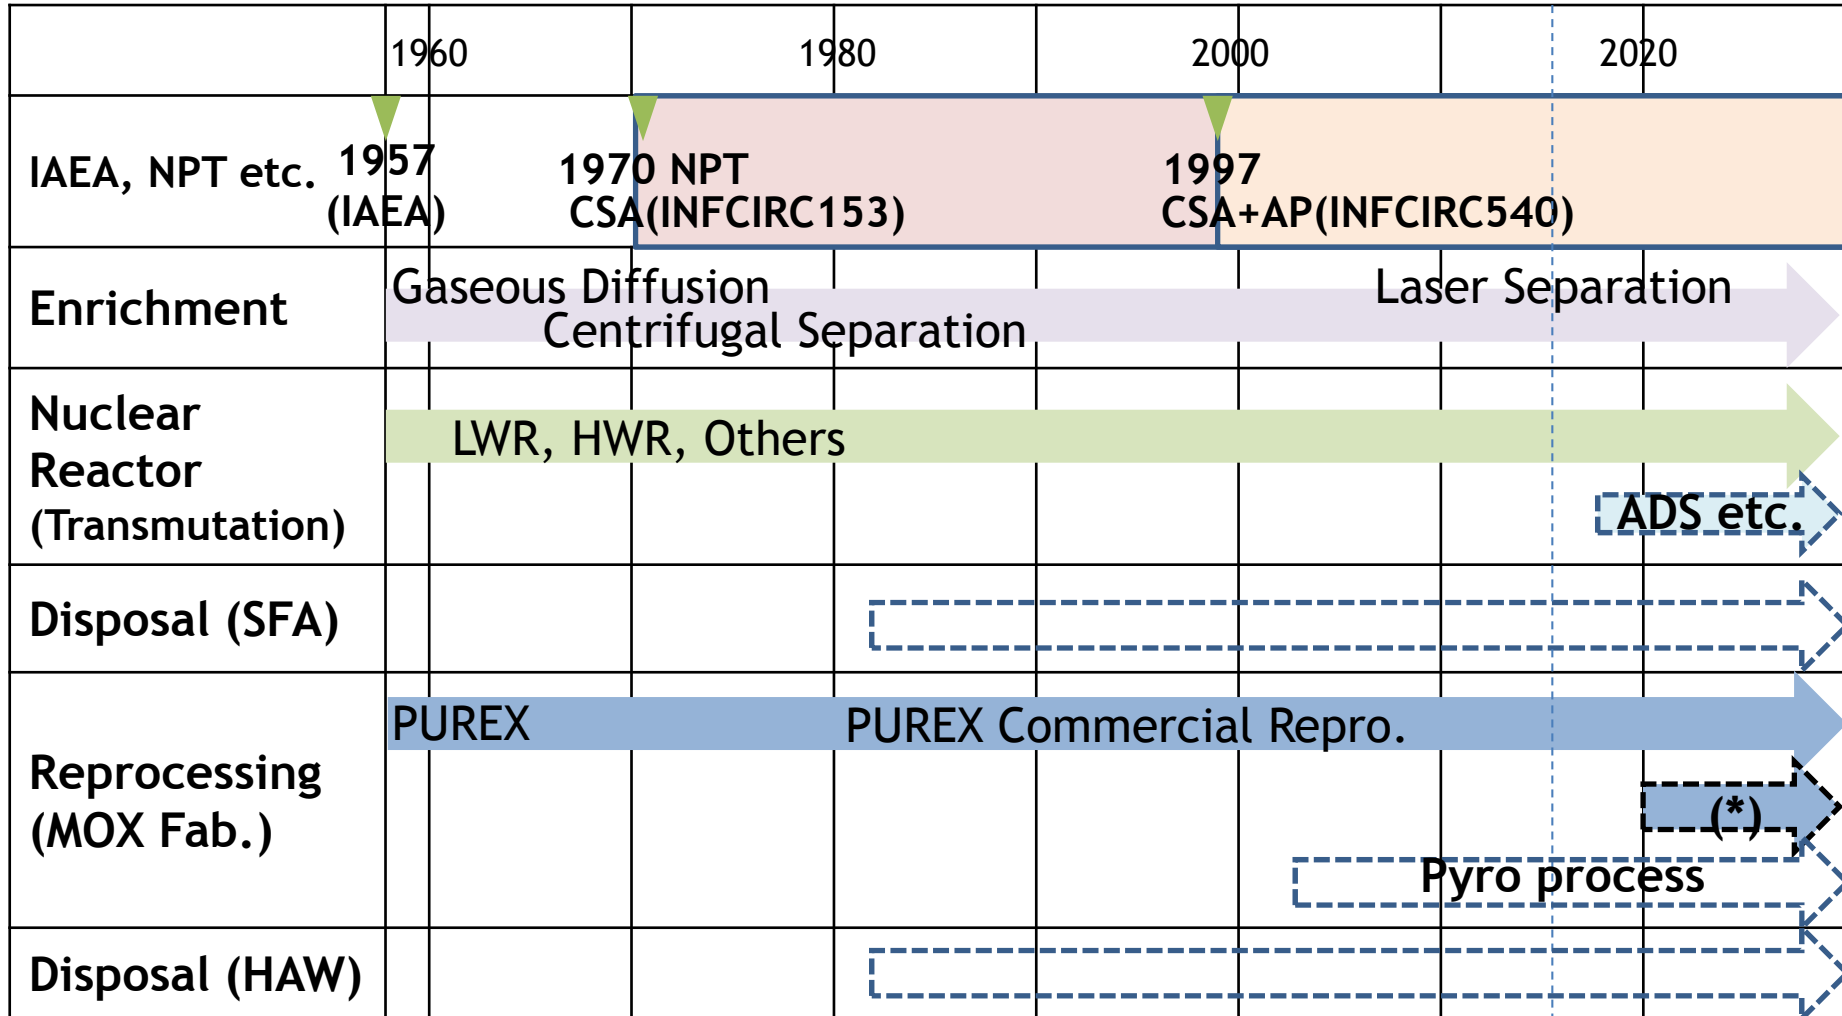 1960 1980 2000 2020
IAEA, NPT etc.
1957
(IAEA)
1970 NPT
CSA(INFCIRC153)
1997
CSA+AP(INFCIRC540)
Enrichment
Gaseous Diffusion
Centrifugal Separation
Laser Separation
Nuclear
Reactor
(Transmutation)
LWR, HWR, Others
ADS etc.
Disposal (SFA)
Reprocessing
(MOX Fab.)
PUREX
PUREX Commercial Repro.
(*)
Pyro process
Disposal (HAW)